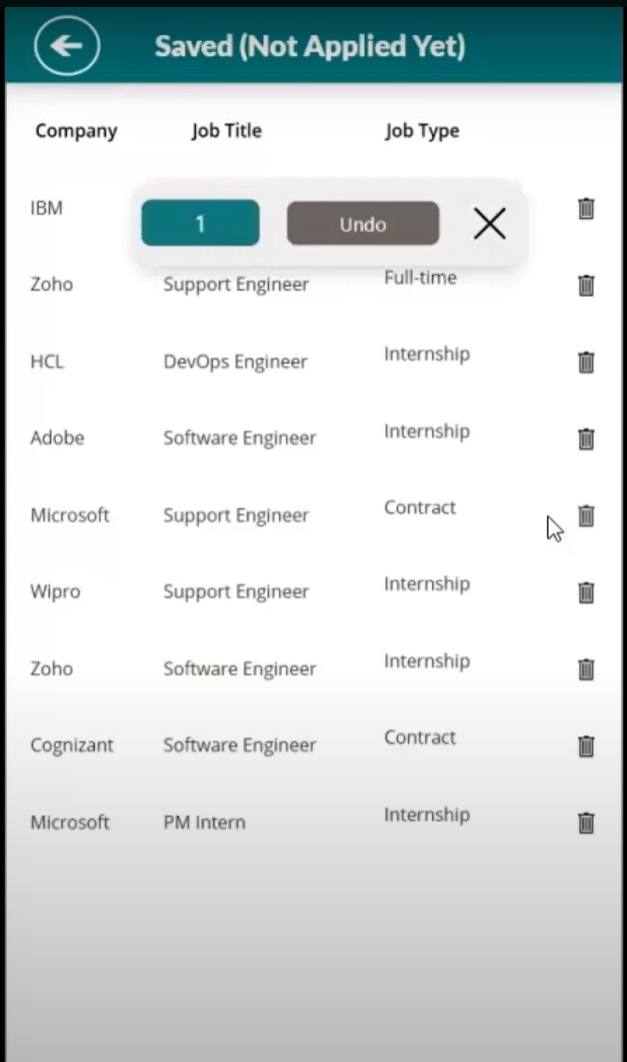 Saved (Not Applied Yet)
Company Job Title Job Type
IBM
1 Undo
Zoho Support Engineer Full-time
HCL DevOps Engineer Internship
Adobe Software Engineer Internship
Microsoft Support Engineer Contract
Wipro Support Engineer Internship
Zoho Software Engineer Internship
Cognizant Software Engineer Contract
Microsoft PM Intern Internship